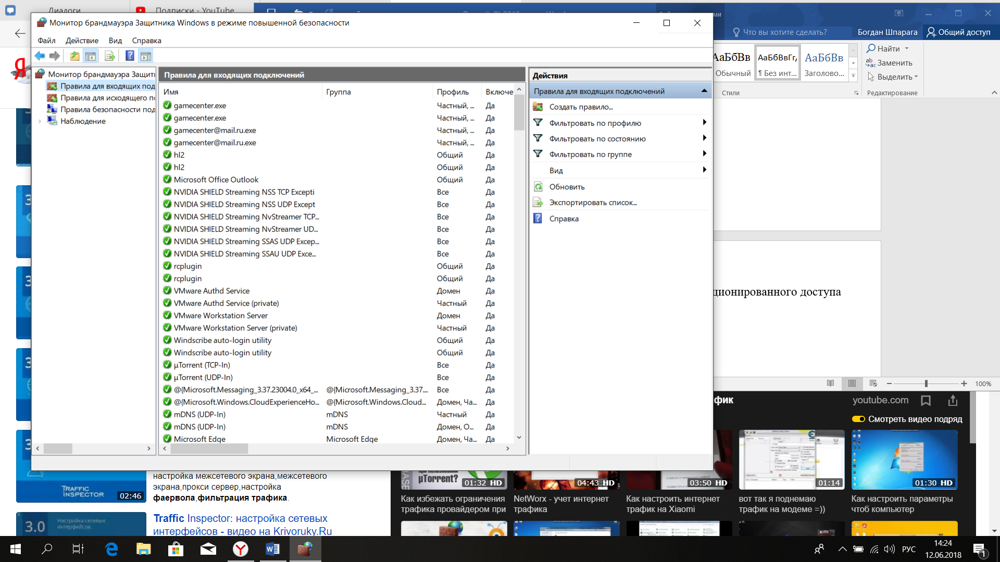 Диалоги
Подписки - YouTube
Монитор брандмауэра Защитника Windows в режиме повышенной безопасности
Файл Действие Вид Справка
Монитор брандмауэра Защит
Правила для входящих под
Правила для исходящего п
Правила безопасности под
Наблюдение
Правила для входящих подключений
Имя Группа Профиль Включе
gamecenter.exe Частный, ... Да
gamecenter.exe Частный, ... Да
gamecenter@mail.ru.exe Частный, ... Да
gamecenter@mail.ru.exe Частный, ... Да
hl2 Общий Да
hl2 Общий Да
Microsoft Office Outlook Общий Да
NVIDIA SHIELD Streaming NSS TCP Excepti Все Да
NVIDIA SHIELD Streaming NSS UDP Except Все Да
NVIDIA SHIELD Streaming NvStreamer TCP... Все Да
NVIDIA SHIELD Streaming NvStreamer UD... Все Да
NVIDIA SHIELD Streaming SSAS UDP Excep... Все Да
NVIDIA SHIELD Streaming SSAU UDP Exce... Все Да
rcplugin Общий Да
rcplugin Общий Да
VMware Authd Service Домен Да
VMware Authd Service (private) Частный Да
VMware Workstation Server Домен Да
VMware Workstation Server (private) Частный Да
Windscribe auto-login utility Общий Да
Windscribe auto-login utility Общий Да
µTorrent (TCP-In) Все Да
µTorrent (UDP-In) Все Да
@{Microsoft.Messaging_3.37.23004.0_x64_... @{Microsoft.Messaging_3.37.... Все Да
@{Microsoft.Windows.CloudExperienceHo... @{Microsoft.Windows.Cloud... Домен, Ча... Да
mDNS (UDP-In) mDNS Частный Да
mDNS (UDP-In) mDNS Домен, О... Да
Microsoft Edge Microsoft Edge Домен, Ча... Да
Действия
Правила для входящих подключений
Создать правило...
Фильтровать по профилю
Фильтровать по состоянию
Фильтровать по группе
Вид
Обновить
Экспортировать список...
Справка
ми
Что вы хотите сделать? Богдан Шпарага Общий доступ
АаБбВв АаБбВвГг, АаБбВв
Обычный ¶ Без инт... Заголово...
Стили
Найти
Заменить
Выделить
Редактирование
ционированного доступа
100%
Я
3.0
TRAFFIC
INSPECTOR
02:46
настройка межсетевого экрана,межсетевого
экрана,прокси сервер,настройка
фаервола,фильтрация трафика.
3.0 Настройка сетевых
интерфейсов.
Traffic Inspector: настройка сетевых
интерфейсов - видео на Krivoruky.Ru
фик
youtube.com
Смотреть видео подряд
µTorrent?
01:32 HD
04:43 HD
03:50 HD
01:14
01:30 HD
Как избежать ограничения
трафика провайдером при
NetWorx - учет интернет
трафика
Как настроить интернет
трафик на Xiaomi
вот так я поднемаю
трафик на модеме =))
Как настроить параметры
чтоб компьютер
РУС
14:24
12.06.2018
1